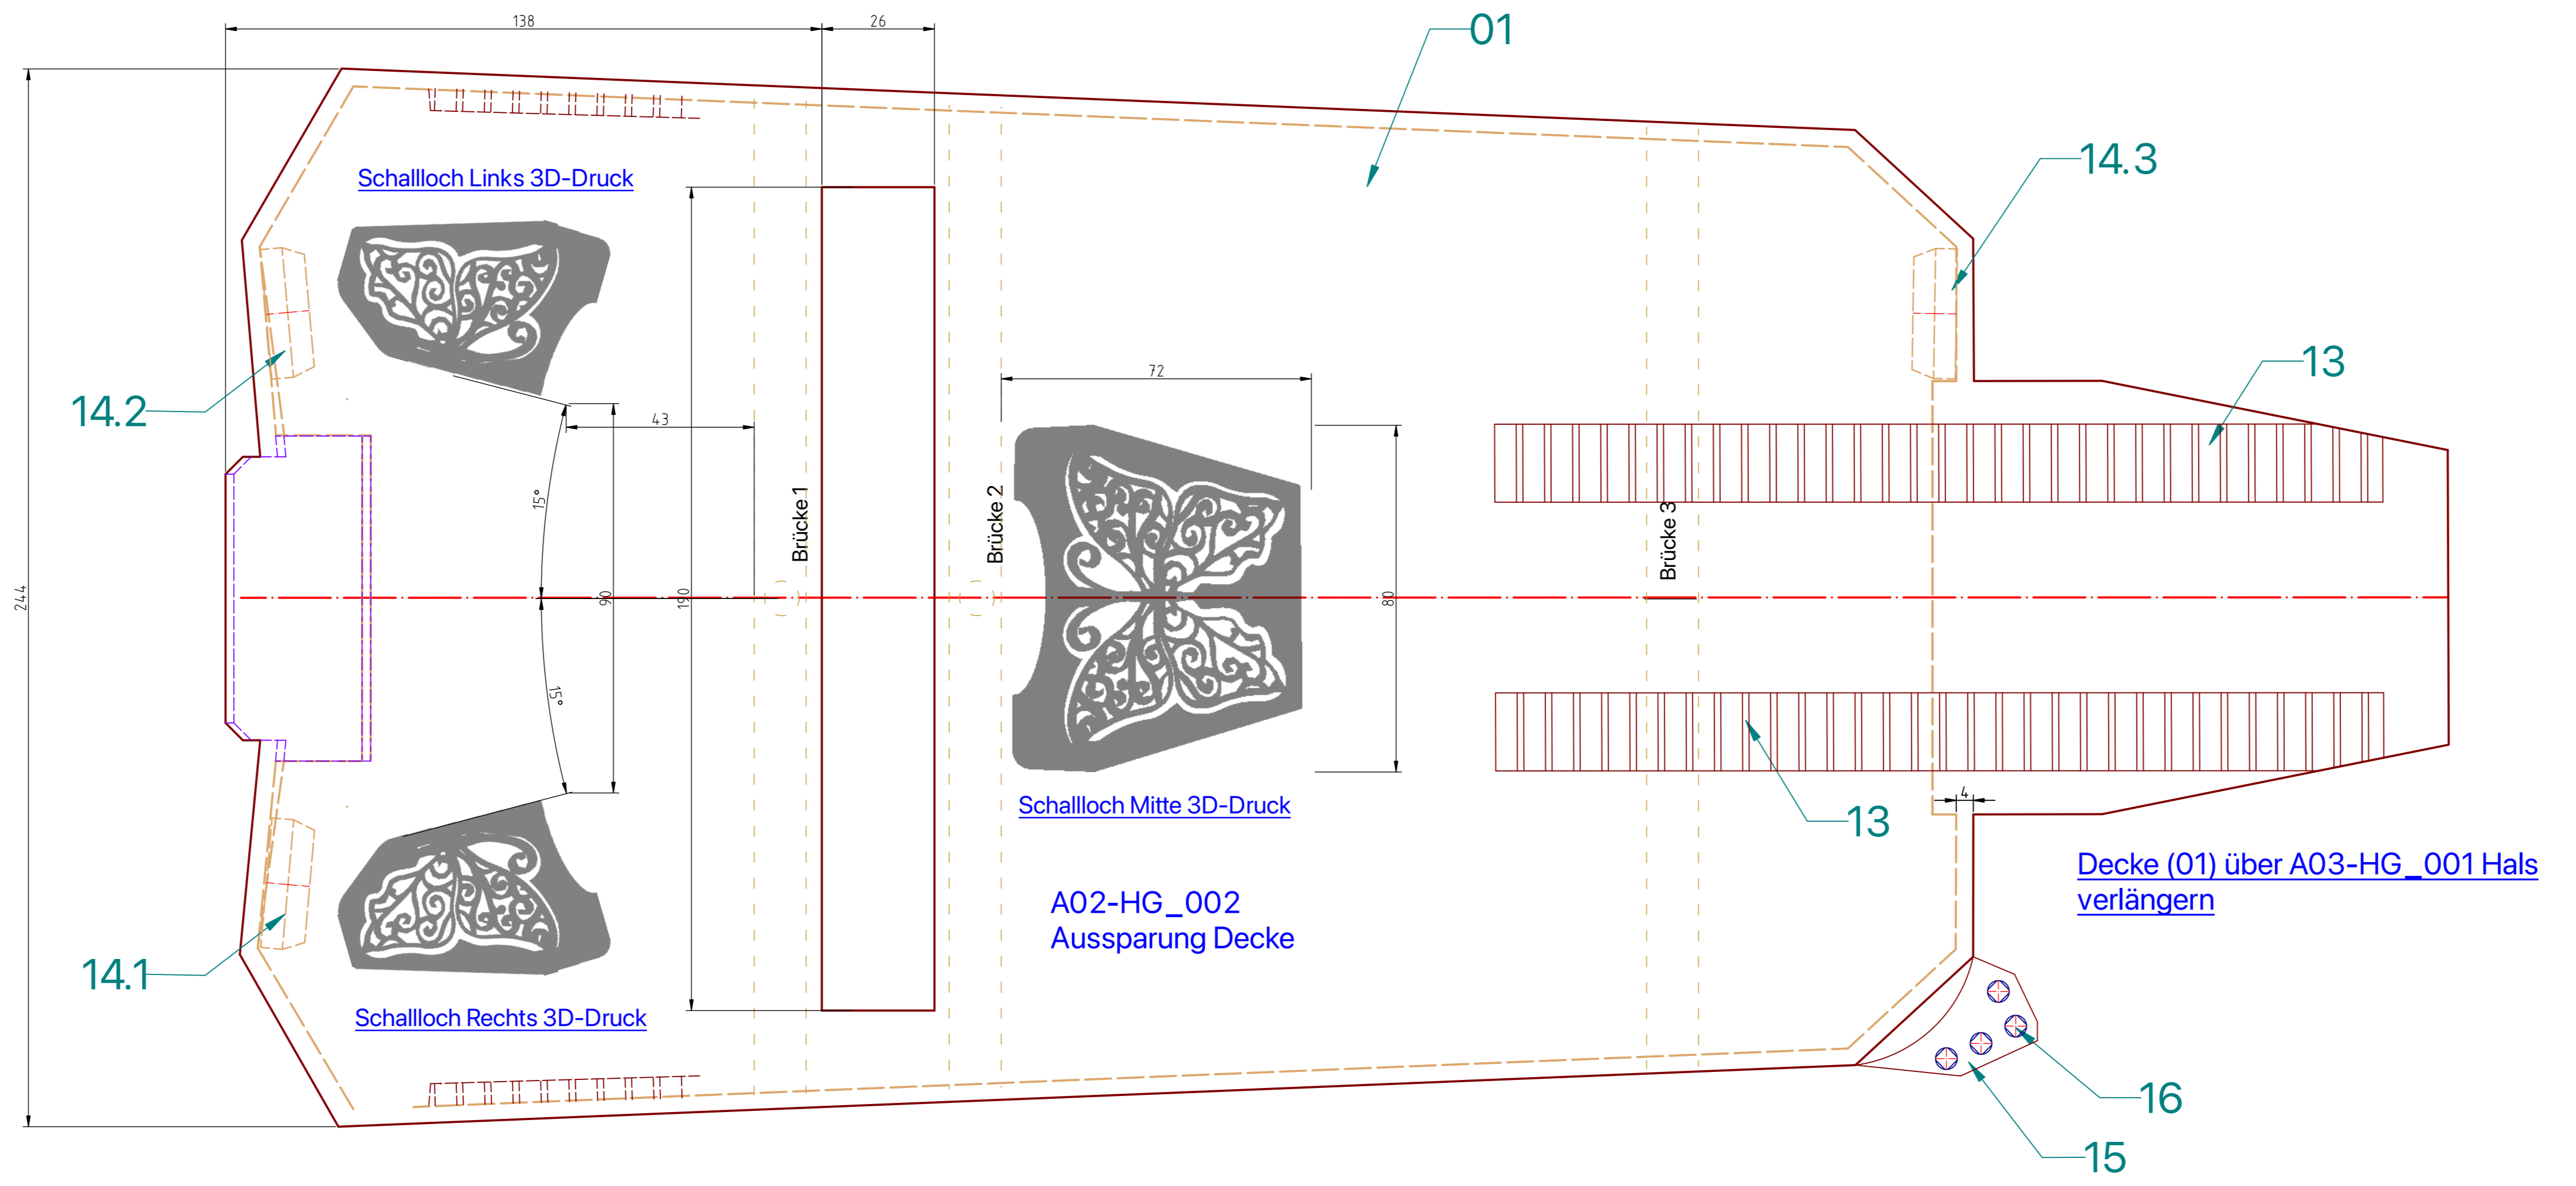 138
26
01
14.3
Schallloch Links 3D-Druck
13
72
14.2
43
15°
Brücke 1
Brücke 2
Brücke 3
244
90
190
80
15°
4
Schallloch Mitte 3D-Druck
13
Decke (01) über A03-HG_001 Hals
verlängern
A02-HG_002
Aussparung Decke
14.1
Schallloch Rechts 3D-Druck
16
15